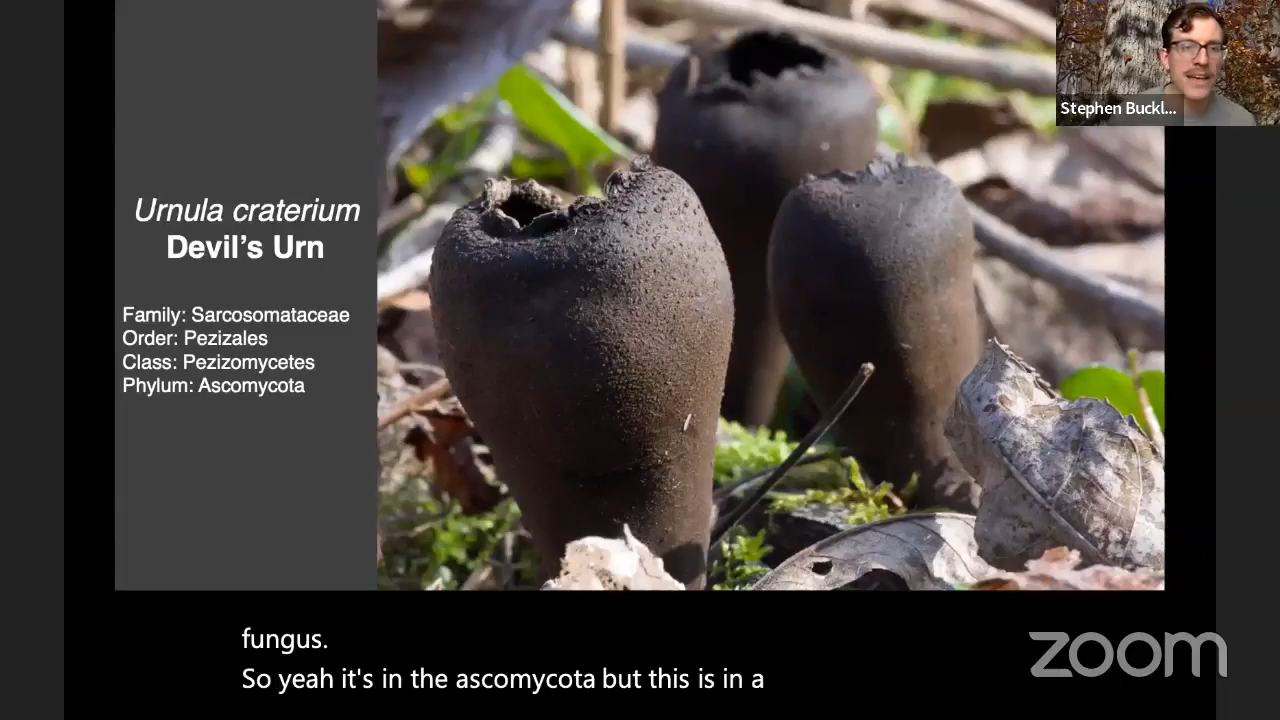 Stephen Buckl...
Urnula craterium
Devil's Urn
Family: Sarcosomataceae
Order: Pezizales
Class: Pezizomycetes
Phylum: Ascomycota
fungus.
So yeah it's in the ascomycota but this is in a
zoom